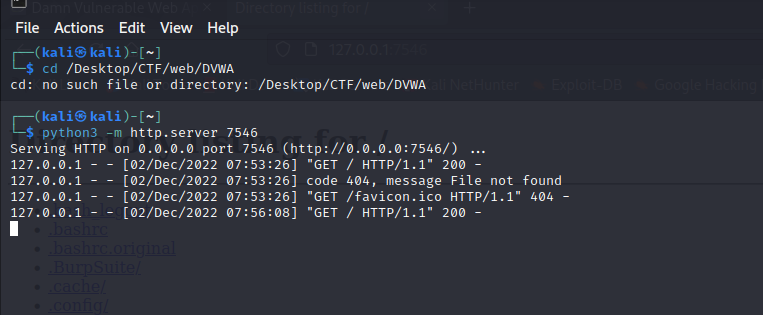 Damn Vulnerable Web Ap Directory listing for /
File Actions Edit View Help
127.0.0.1:7546
┌──(kali㉿kali)-[~]
└─$ cd /Desktop/CTF/web/DVWA
cd: no such file or directory: /Desktop/CTF/web/DVWA
Kali NetHunter Exploit-DB Google Hacking
┌──(kali㉿kali)-[~]
└─$ python3 -m http.server 7546
Directory listing for /
Serving HTTP on 0.0.0.0 port 7546 (http://0.0.0.0:7546/) ...
127.0.0.1 - - [02/Dec/2022 07:53:26] "GET / HTTP/1.1" 200 -
127.0.0.1 - - [02/Dec/2022 07:53:26] code 404, message File not found
127.0.0.1 - - [02/Dec/2022 07:53:26] "GET /favicon.ico HTTP/1.1" 404 -
127.0.0.1 - - [02/Dec/2022 07:56:08] "GET / HTTP/1.1" 200 -
.bashrc
.bashrc.original
.BurpSuite/
.cache/
.config/